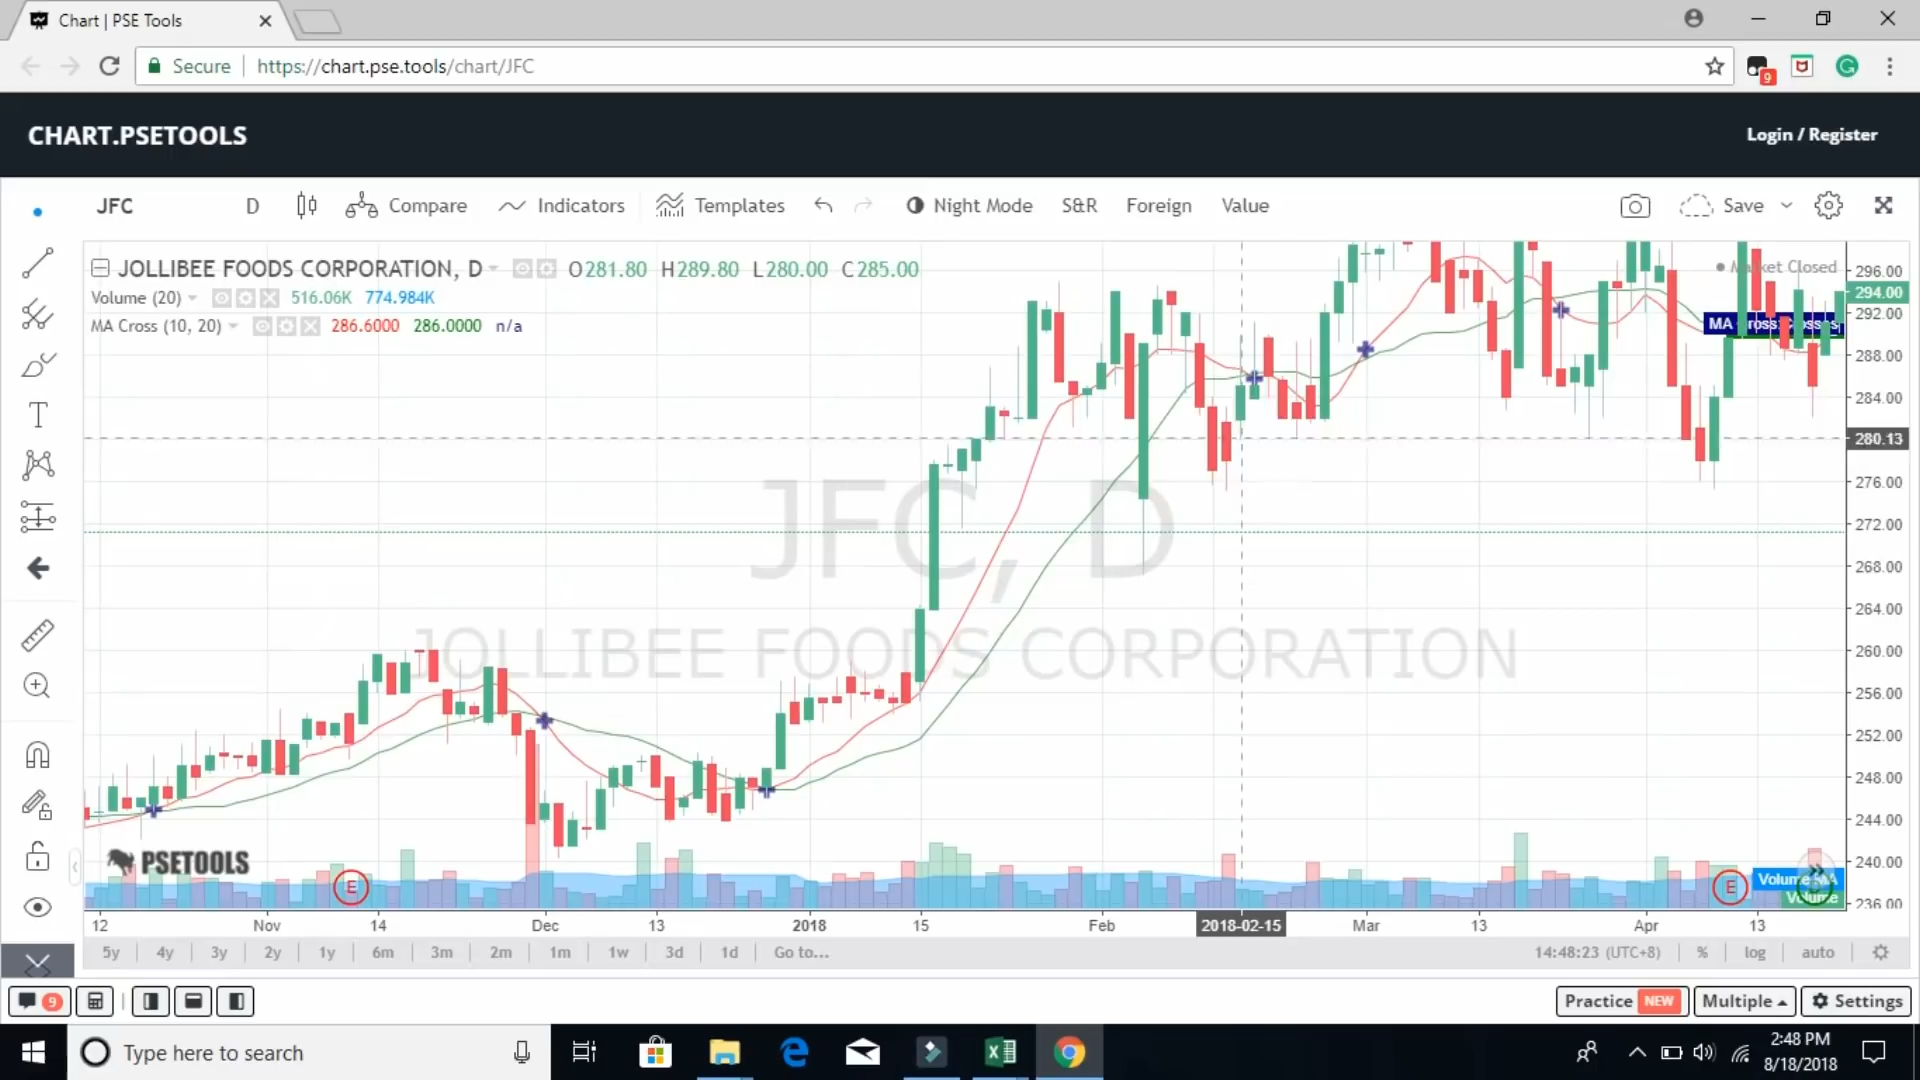 Chart | PSE Tools
Secure
https://chart.pse.tools/chart/JFC
9
CHART.PSETOOLS
Login / Register
JFC
D
Compare
Indicators
Templates
Night Mode
S&R
Foreign
Value
Save
JOLLIBEE FOODS CORPORATION, D
O281.80 H289.80 L280.00 C285.00
Market Closed
Volume (20)
516.06K 774.984K
MA Cross (10, 20)
286.6000 286.0000 n/a
296.00
294.00
292.00
288.00
284.00
280.13
276.00
272.00
268.00
264.00
260.00
256.00
252.00
248.00
244.00
240.00
236.00
JFC, D
JOLLIBEE FOODS CORPORATION
PSETOOLS
E
E
Volume MA
Volume
12
Nov
14
Dec
13
2018
15
Feb
2018-02-15
Mar
13
Apr
13
5y
4y
3y
2y
1y
6m
3m
2m
1m
1w
3d
1d
Go to...
14:48:23 (UTC+8)
%
log
auto
9
Practice NEW
Multiple
Settings
Type here to search
2:48 PM
8/18/2018